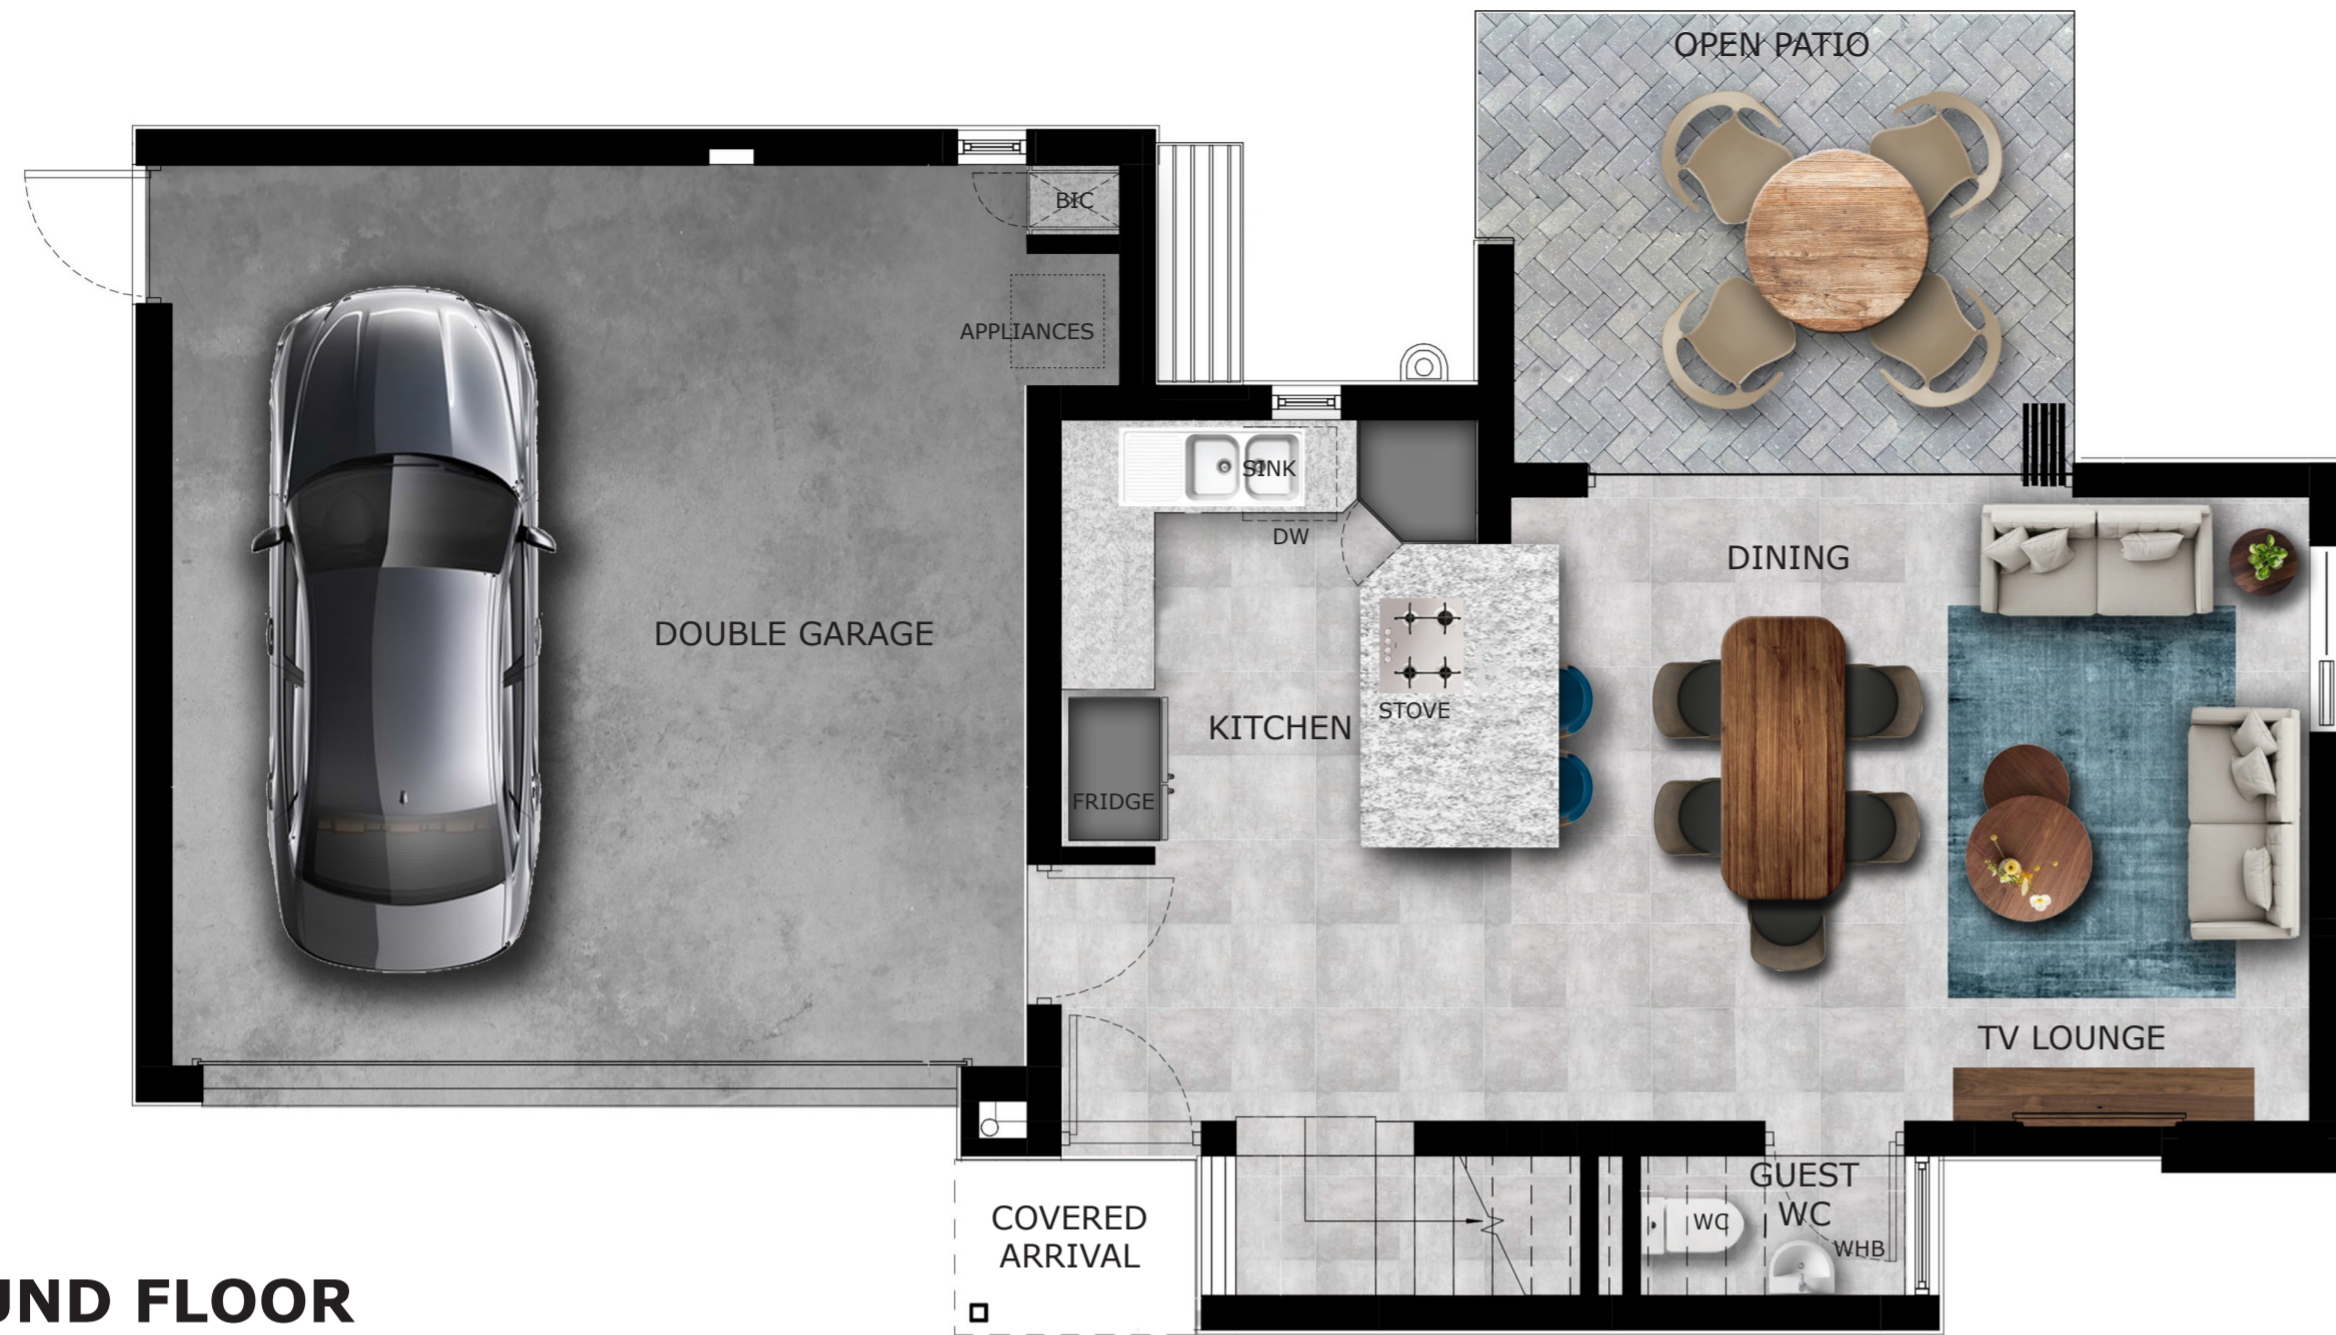 OPEN PATIO
BIC
APPLIANCES
SINK
DW
DINING
DOUBLE GARAGE
STOVE
KITCHEN
FRIDGE
TV LOUNGE
GUEST
WC
WC
WHB
COVERED
ARRIVAL
UND FLOOR